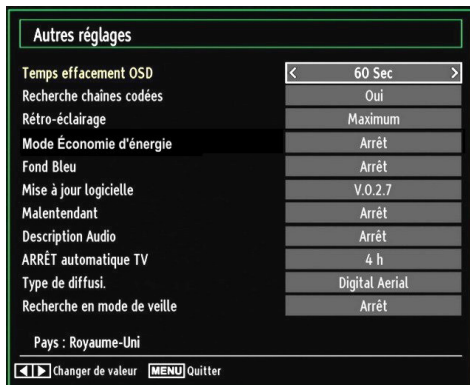 Autres réglages
Temps effacement OSD < 60 Sec >
Recherche chaînes codées Oui
Rétro-éclairage Maximum
Mode Économie d'énergie Arrêt
Fond Bleu Arrêt
Mise à jour logicielle V.0.2.7
Malentendant Arrêt
Description Audio Arrêt
ARRÊT automatique TV 4 h
Type de diffusi. Digital Aerial
Recherche en mode de veille Arrêt
Pays : Royaume-Uni
Changer de valeur MENU Quitter